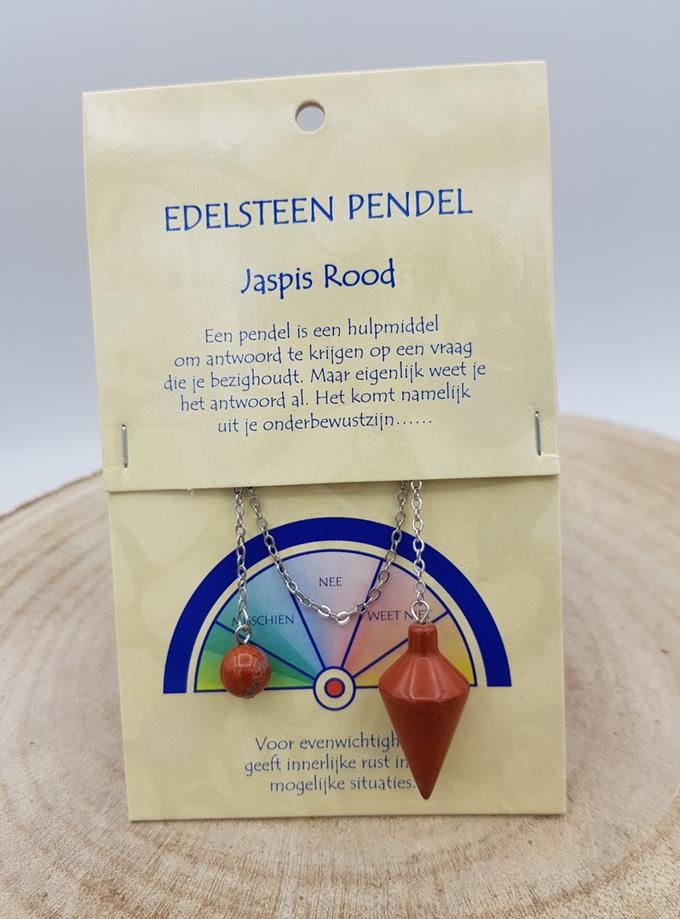 EDELSTEEN PENDEL
Jaspis Rood
Een pendel is een hulpmiddel
om antwoord te krijgen op een vraag
die je bezighoudt. Maar eigenlijk weet je
het antwoord al. Het komt namelijk
uit je onderbewustzijn......
NEE
WEET
Voor
geeft innerlijke rust in
mogelijke situaties.